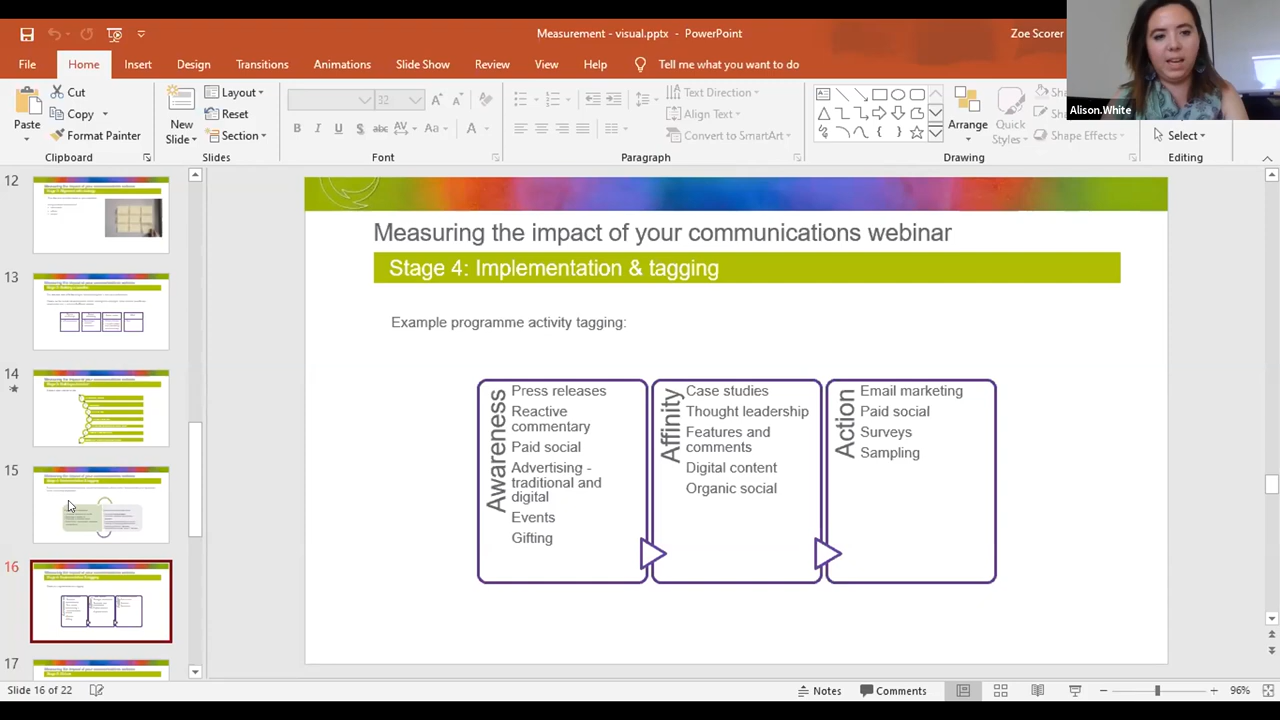 Measurement - visual.pptx - PowerPoint
Zoe Scorer
File Home Insert Design Transitions Animations Slide Show Review View Help Tell me what you want to do
Alison.White
Paste
Cut
Copy
Format Painter
Clipboard
New
Slide
Layout
Reset
Section
Slides
32
Font
Text Direction
Align Text
Convert to SmartArt
Paragraph
Arrange
Quick
Styles
Shape Effects
Drawing
Select
Editing
12
13
14
15
16
17
Measuring the impact of your communications webinar
Stage 4: Implementation & tagging
Example programme activity tagging:
Awareness
Press releases
Reactive
commentary
Paid social
Advertising -
traditional and
digital
Events
Gifting
Affinity
Case studies
Thought leadership
Features and
comments
Digital content
Organic social
Action
Email marketing
Paid social
Surveys
Sampling
Slide 16 of 22
Notes
Comments
96%